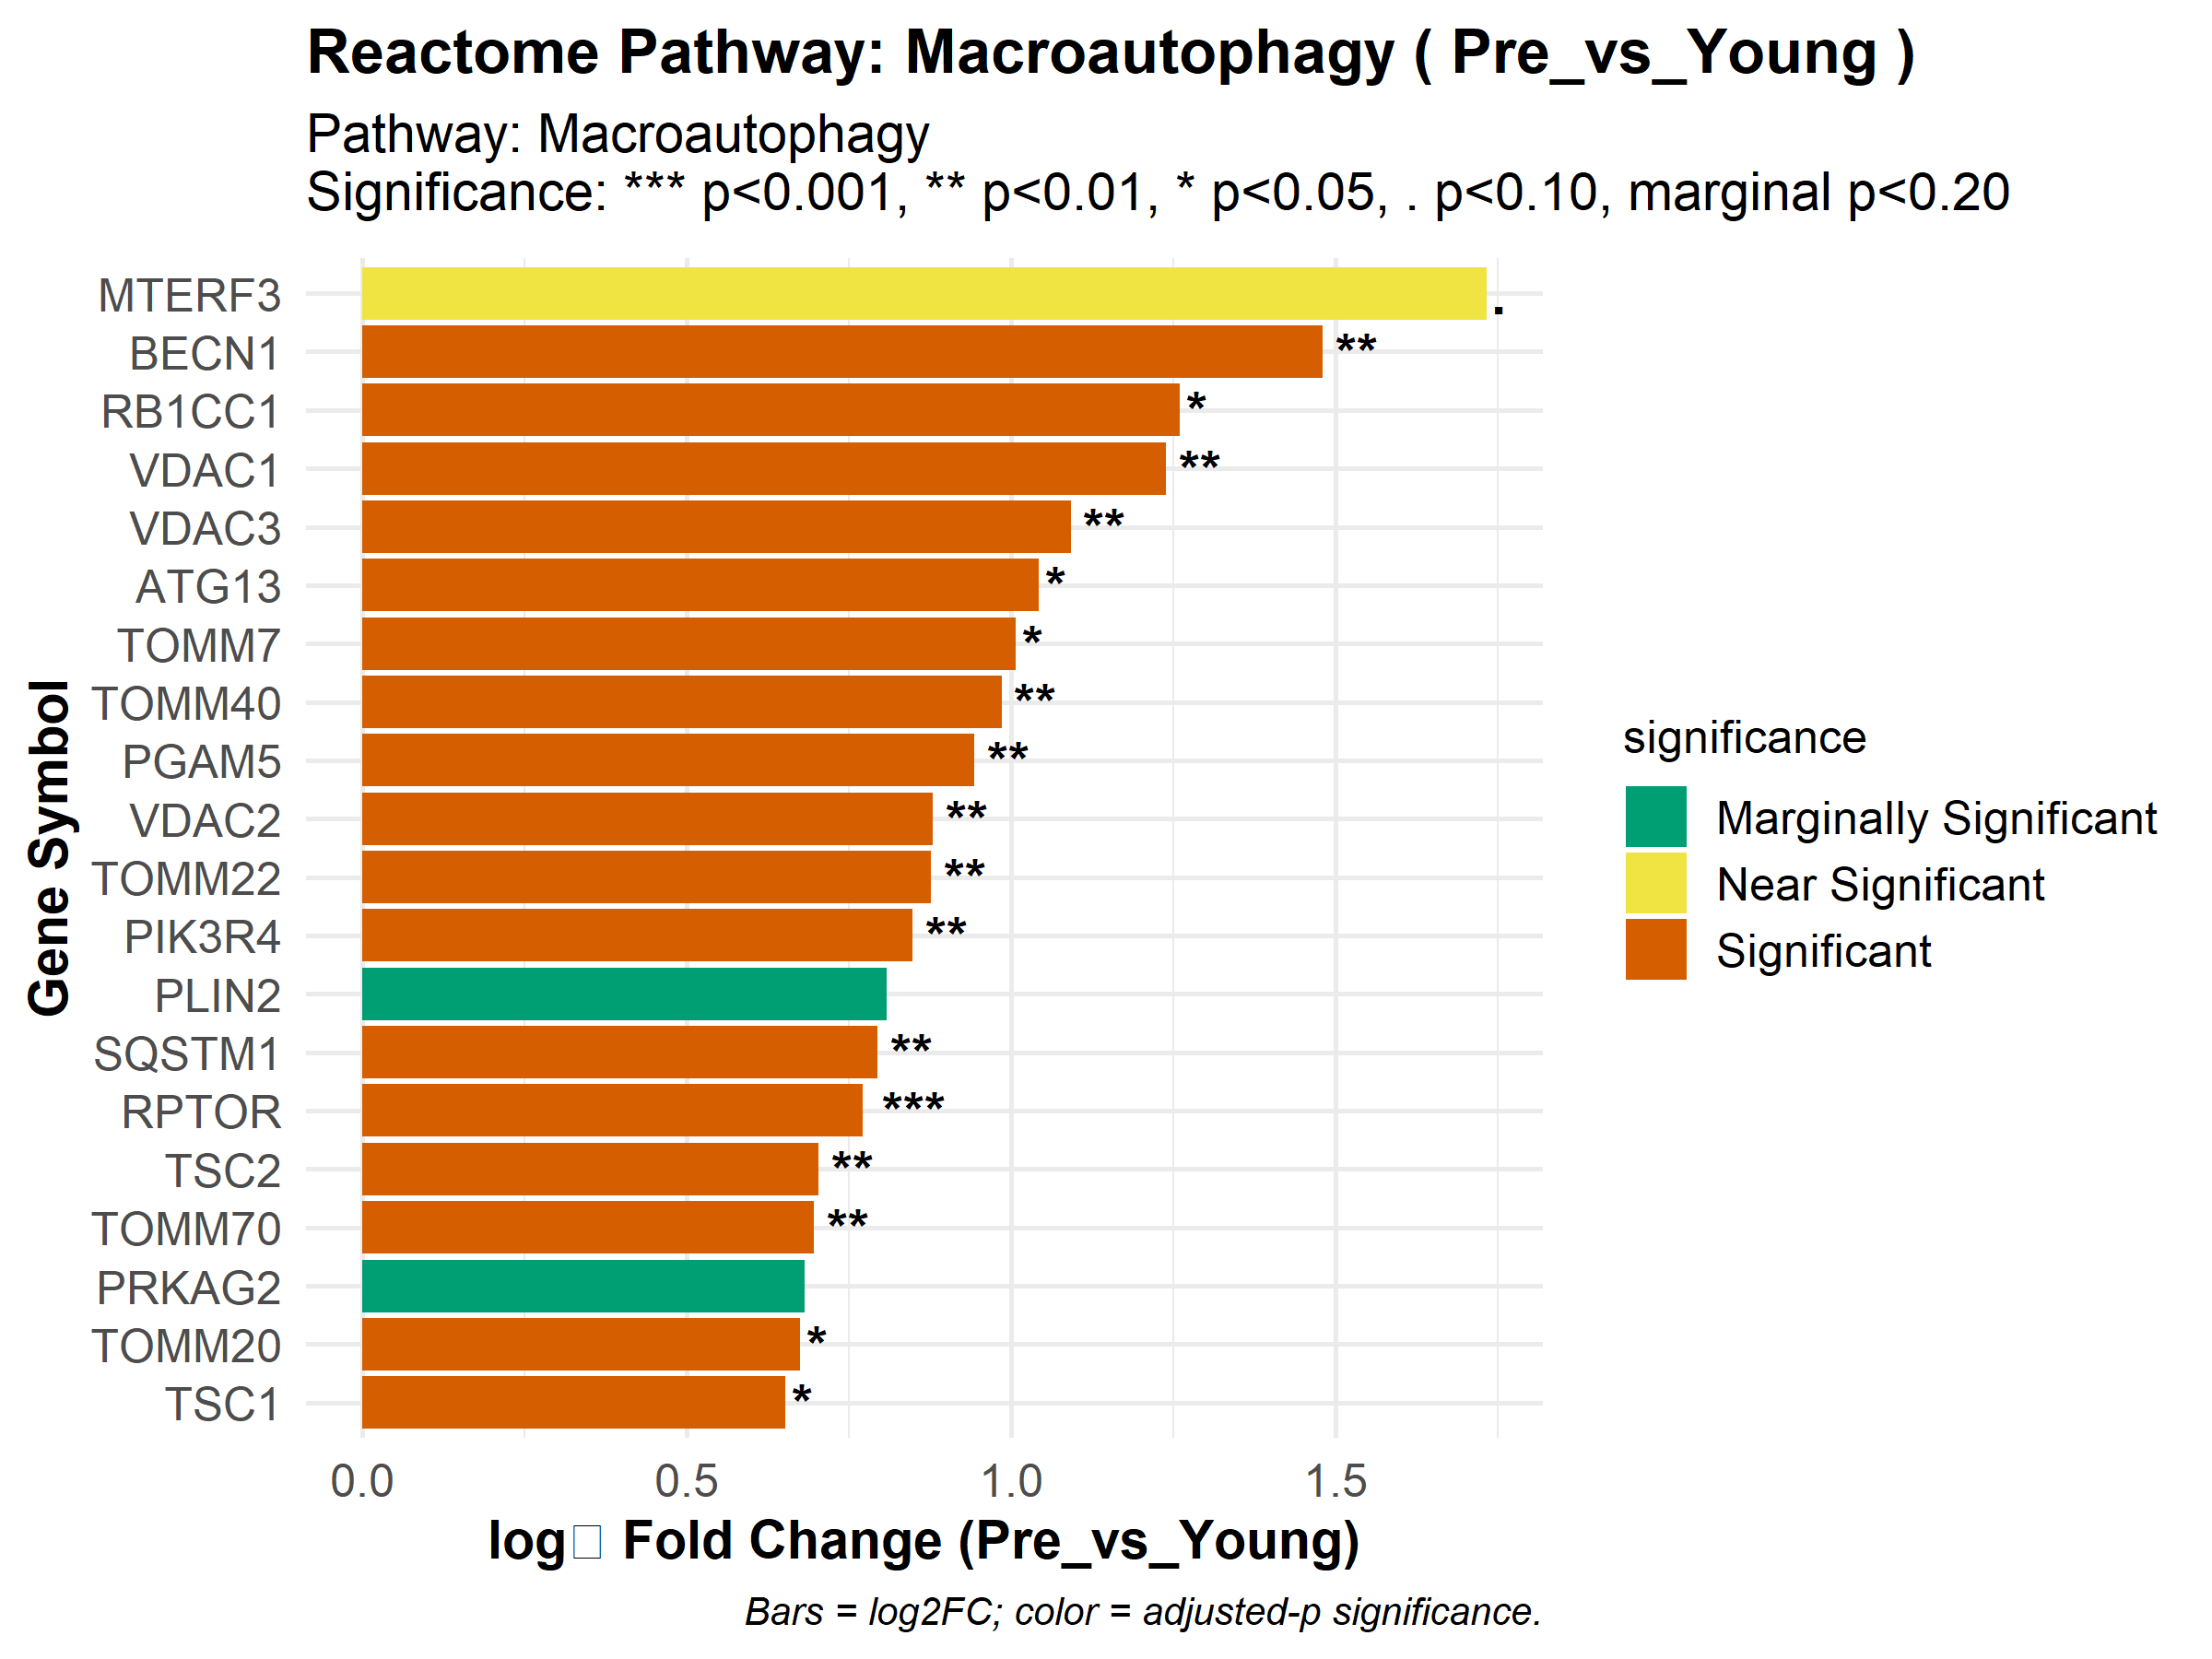 Reactome Pathway: Macroautophagy ( Pre_vs_Young )
Pathway: Macroautophagy
Significance: *** p<0.001, ** p<0.01, * p<0.05, . p<0.10, marginal p<0.20
Gene Symbol
MTERF3 .
BECN1 **
RB1CC1 *
VDAC1 **
VDAC3 **
ATG13 *
TOMM7 *
TOMM40 **
PGAM5 **
VDAC2 **
TOMM22 **
PIK3R4 **
PLIN2
SQSTM1 **
RPTOR ***
TSC2 **
TOMM70 **
PRKAG2
TOMM20 *
TSC1 *
0.0 0.5 1.0 1.5
log□ Fold Change (Pre_vs_Young)
Bars = log2FC; color = adjusted-p significance.
significance
Marginally Significant
Near Significant
Significant